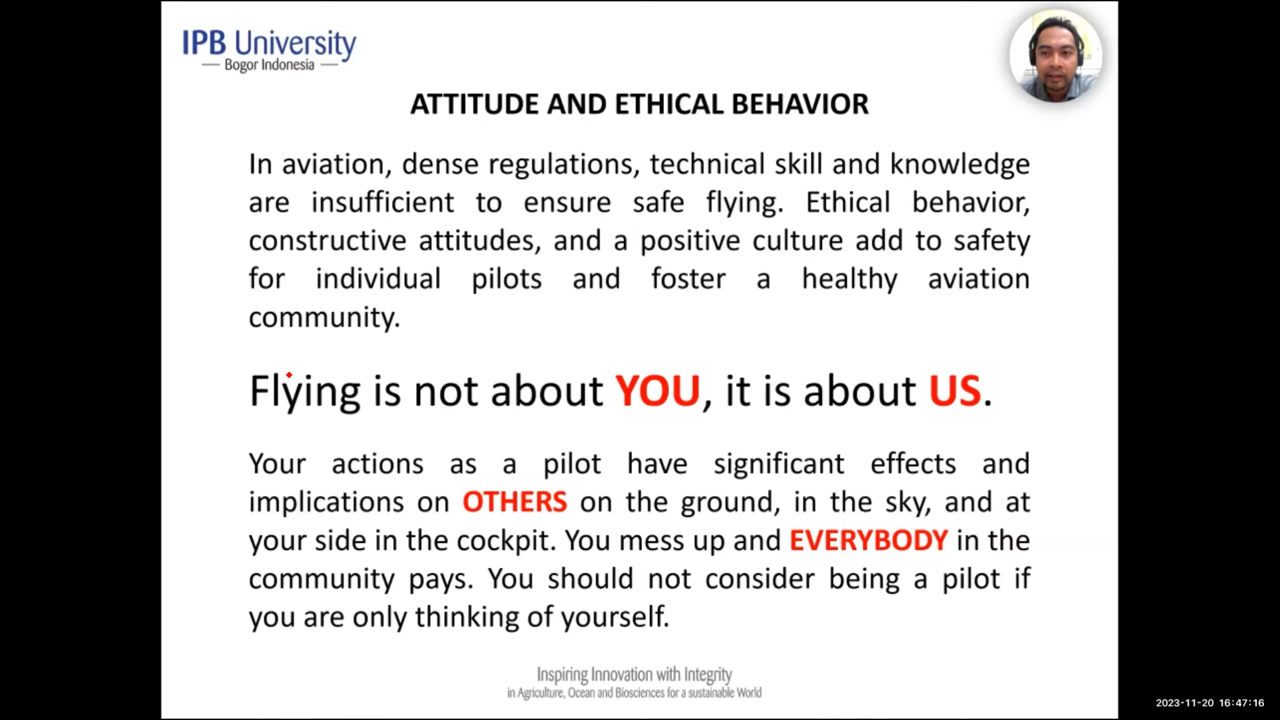 IPB University
Bogor Indonesia
ATTITUDE AND ETHICAL BEHAVIOR
In aviation, dense regulations, technical skill and knowledge
are insufficient to ensure safe flying. Ethical behavior,
constructive attitudes, and a positive culture add to safety
for individual pilots and foster a healthy aviation
community.
Flying is not about YOU, it is about US.
Your actions as a pilot have significant effects and
implications on OTHERS on the ground, in the sky, and at
your side in the cockpit. You mess up and EVERYBODY in the
community pays. You should not consider being a pilot if
you are only thinking of yourself.
Inspiring Innovation with Integrity
in Agriculture, Ocean and Biosciences for a sustainable World
2023-11-20 16:47:16